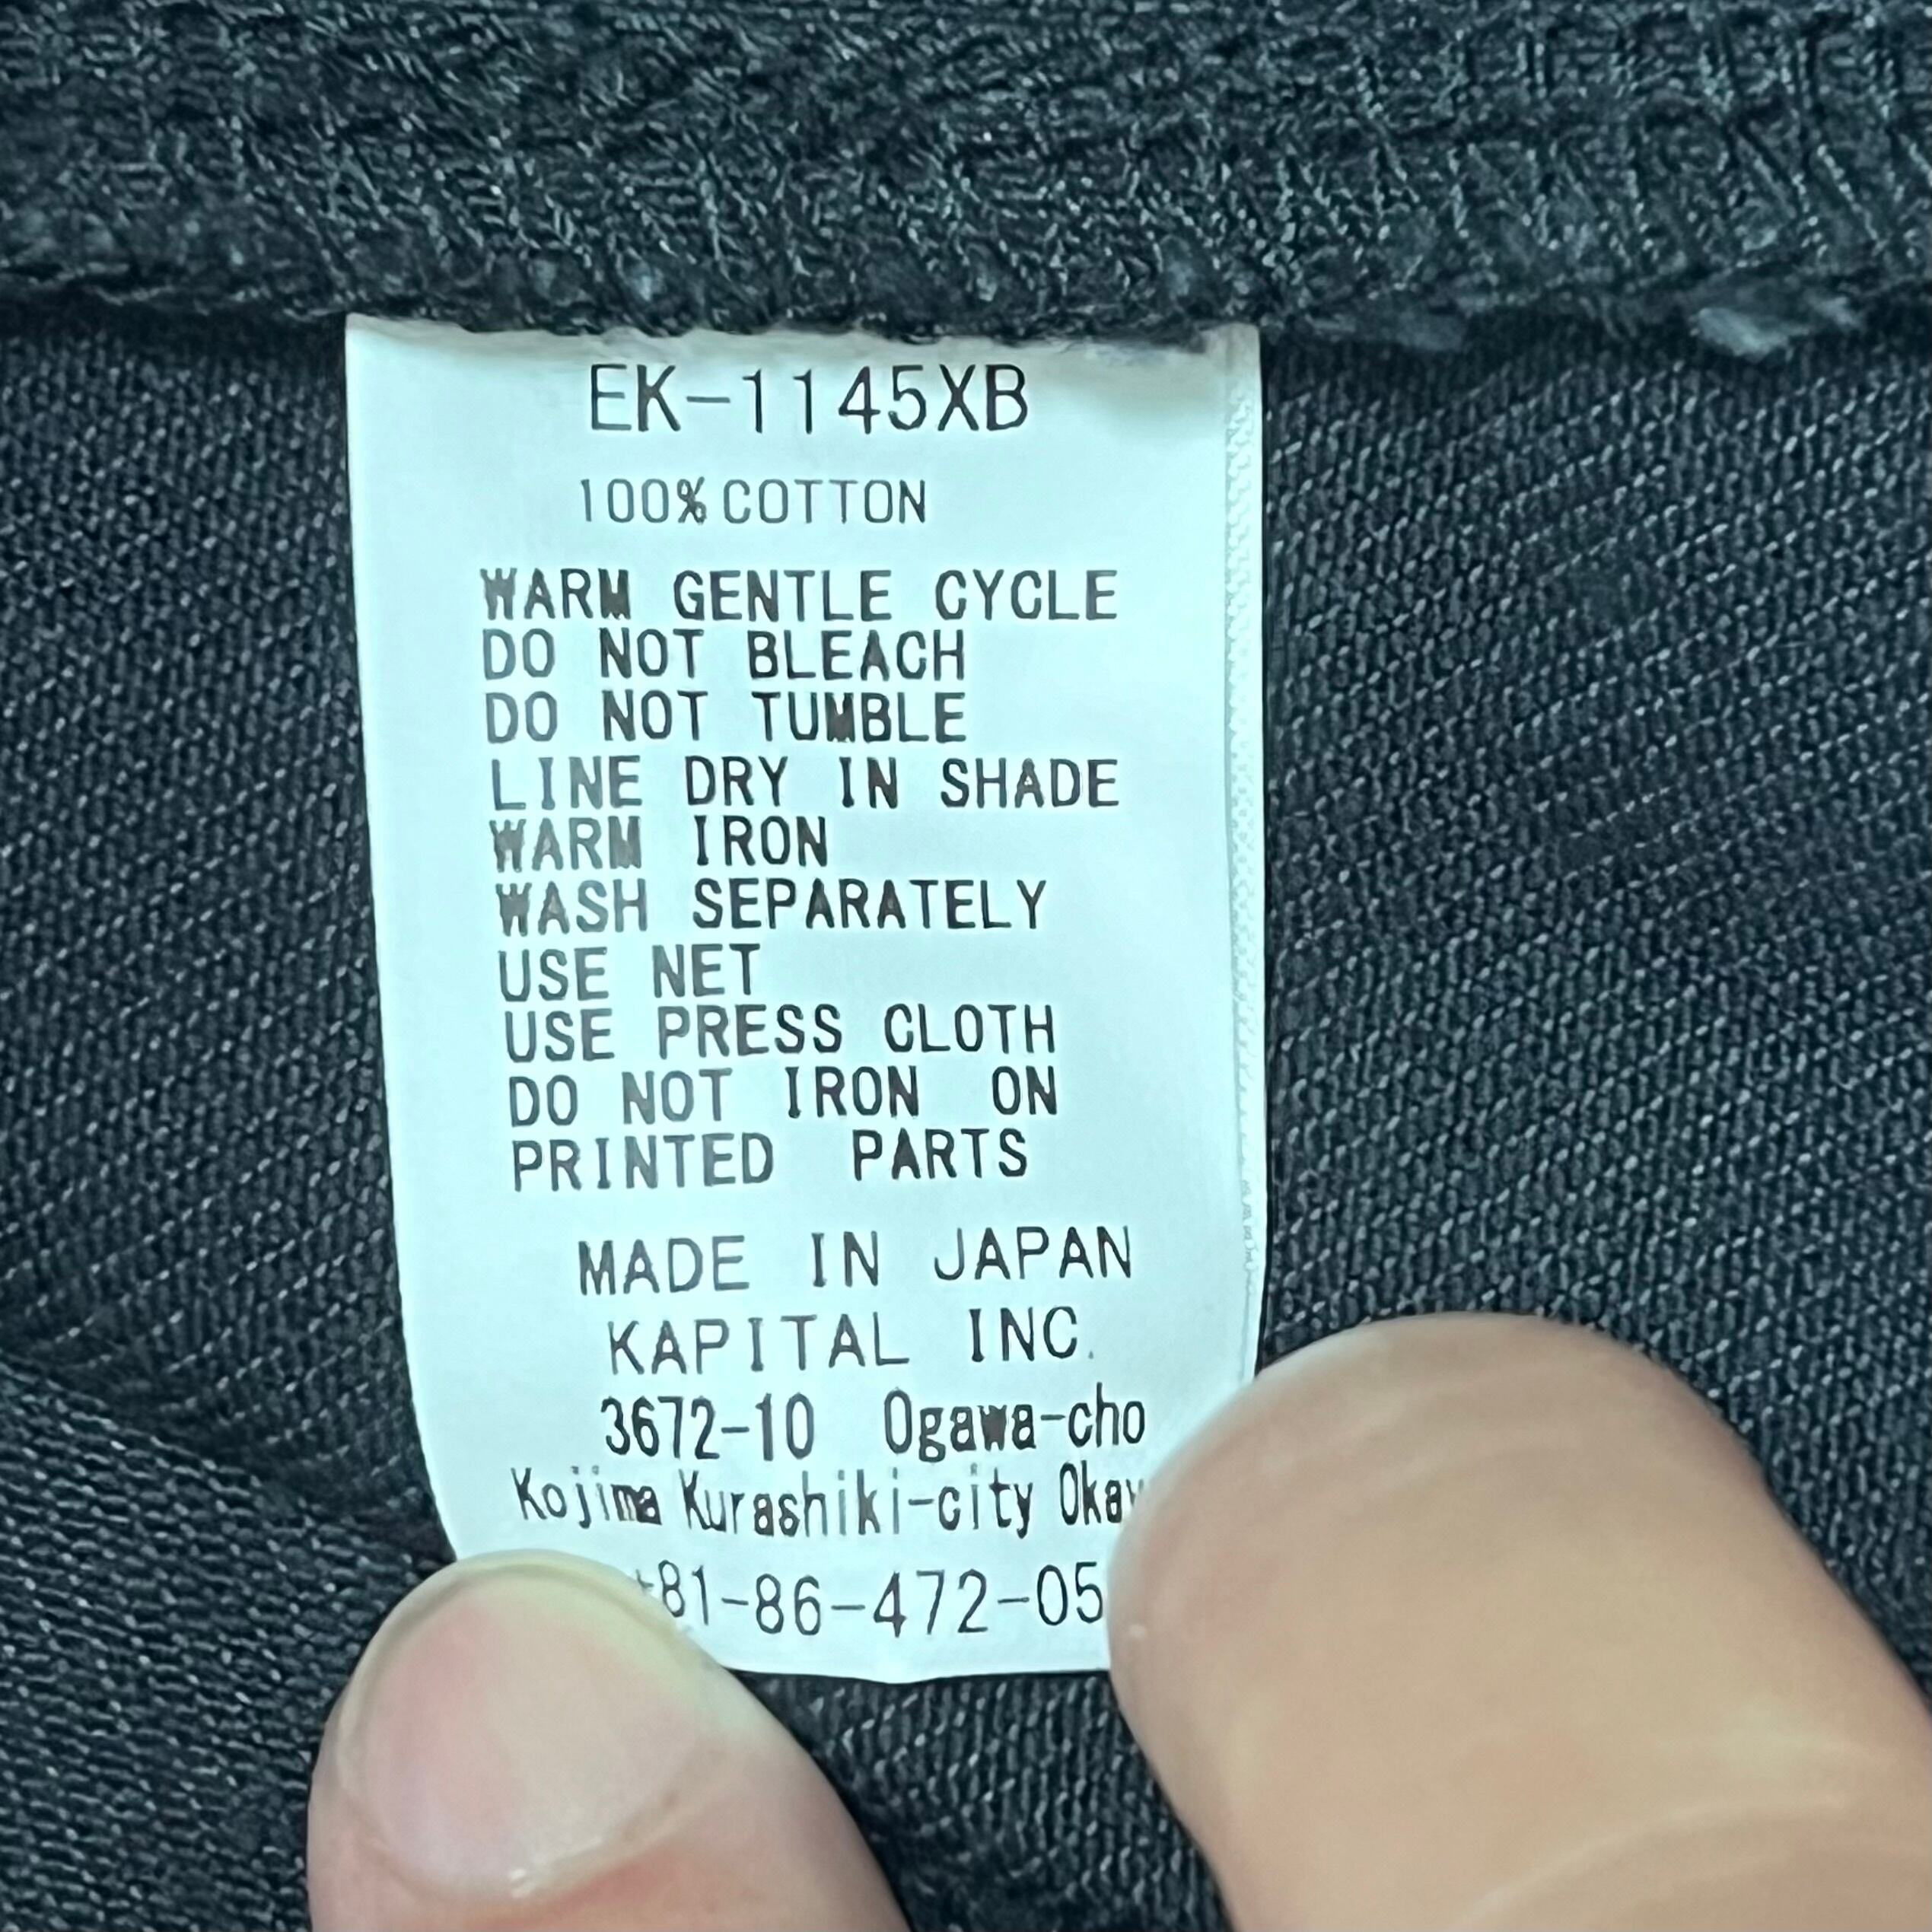 EK-1145XB
100% COTTON
WARM GENTLE CYCLE
DO NOT BLEACH
DO NOT TUMBLE
LINE DRY IN SHADE
WARM IRON
WASH SEPARATELY
USE NET
USE PRESS CLOTH
DO NOT IRON ON
PRINTED PARTS
MADE IN JAPAN
KAPITAL INC.
3672-10 Ogawa-cho
Kojima Kurashiki-city